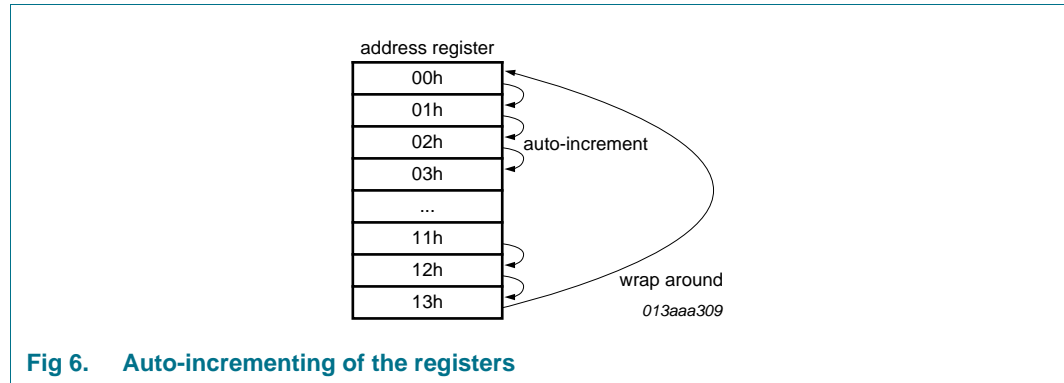 address register
00h
01h
02h
auto-increment
03h
...
11h
12h
wrap around
13h
013aaa309
Fig 6. Auto-incrementing of the registers